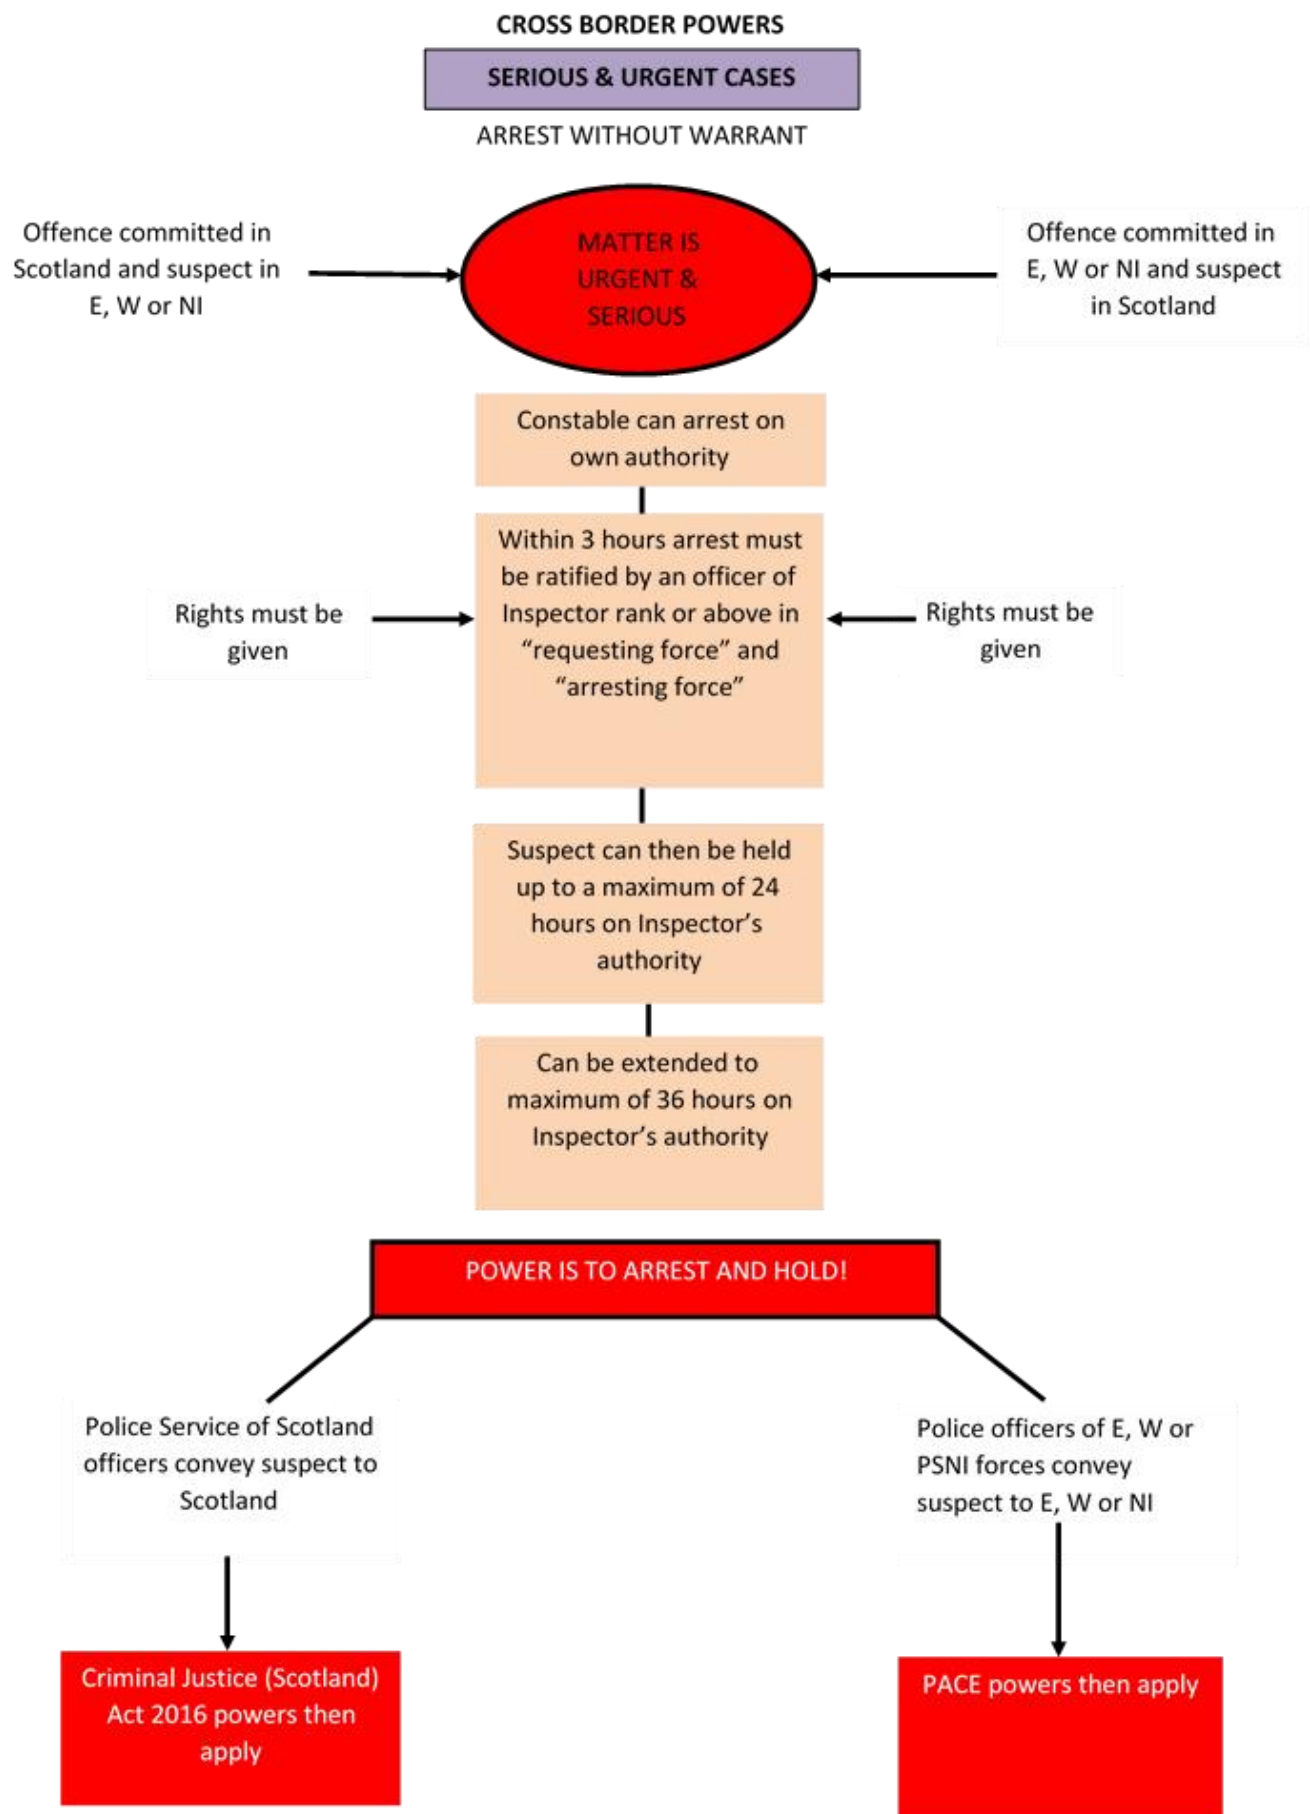 CROSS BORDER POWERS
SERIOUS & URGENT CASES
ARREST WITHOUT WARRANT
Offence committed in
Scotland and suspect in
E, W or NI
MATTER IS
URGENT &
SERIOUS
Offence committed in
E, W or NI and suspect
in Scotland
Constable can arrest on
own authority
Rights must be
given
Within 3 hours arrest must
be ratified by an officer of
Inspector rank or above in
“requesting force” and
“arresting force”
Rights must be
given
Suspect can then be held
up to a maximum of 24
hours on Inspector’s
authority
Can be extended to
maximum of 36 hours on
Inspector’s authority
POWER IS TO ARREST AND HOLD!
Police Service of Scotland
officers convey suspect to
Scotland
Police officers of E, W or
PSNI forces convey
suspect to E, W or NI
Criminal Justice (Scotland)
Act 2016 powers then
apply
PACE powers then apply